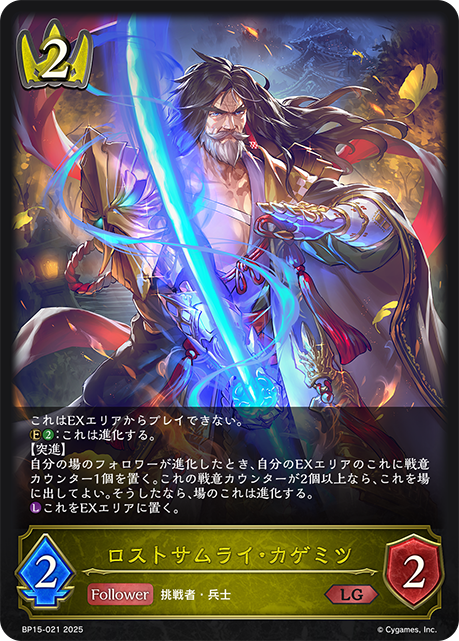 2
これはEXエリアからプレイできない。
E2：これは進化する。
【突進】
自分の場のフォロワーが進化したとき、自分のEXエリアのこれに戦意
カウンター1個を置く。これの戦意カウンターが2個以上なら、これを場
に出してよい。そうしたなら、場のこれは進化する。
L これをEXエリアに置く。
ロストサムライ・カゲミツ
2 Follower 挑戦者・兵士 LG 2
BP15-021 2025 © Cygames, Inc.